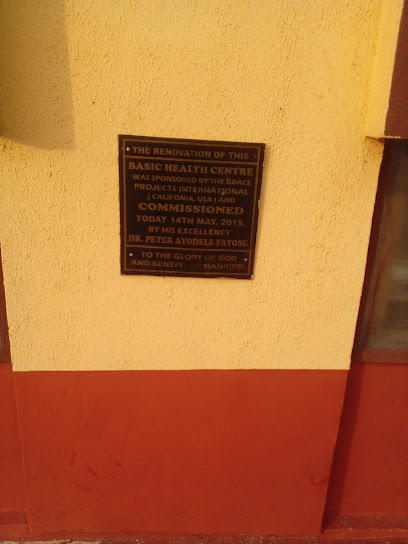 THE RENOVATION OF THIS
BASIC HEALTH CENTRE
WAS SPONSORED BY THE GRACE
PROJECTS INTERNATIONAL
( CALIFONIA, USA ) AND
COMMISSIONED
TODAY 14TH MAY, 2015.
BY HIS EXCELLENCY
DR. PETER AYODELE FAYOSE
TO THE GLORY OF GOD
AND BENEFIT MANKIND